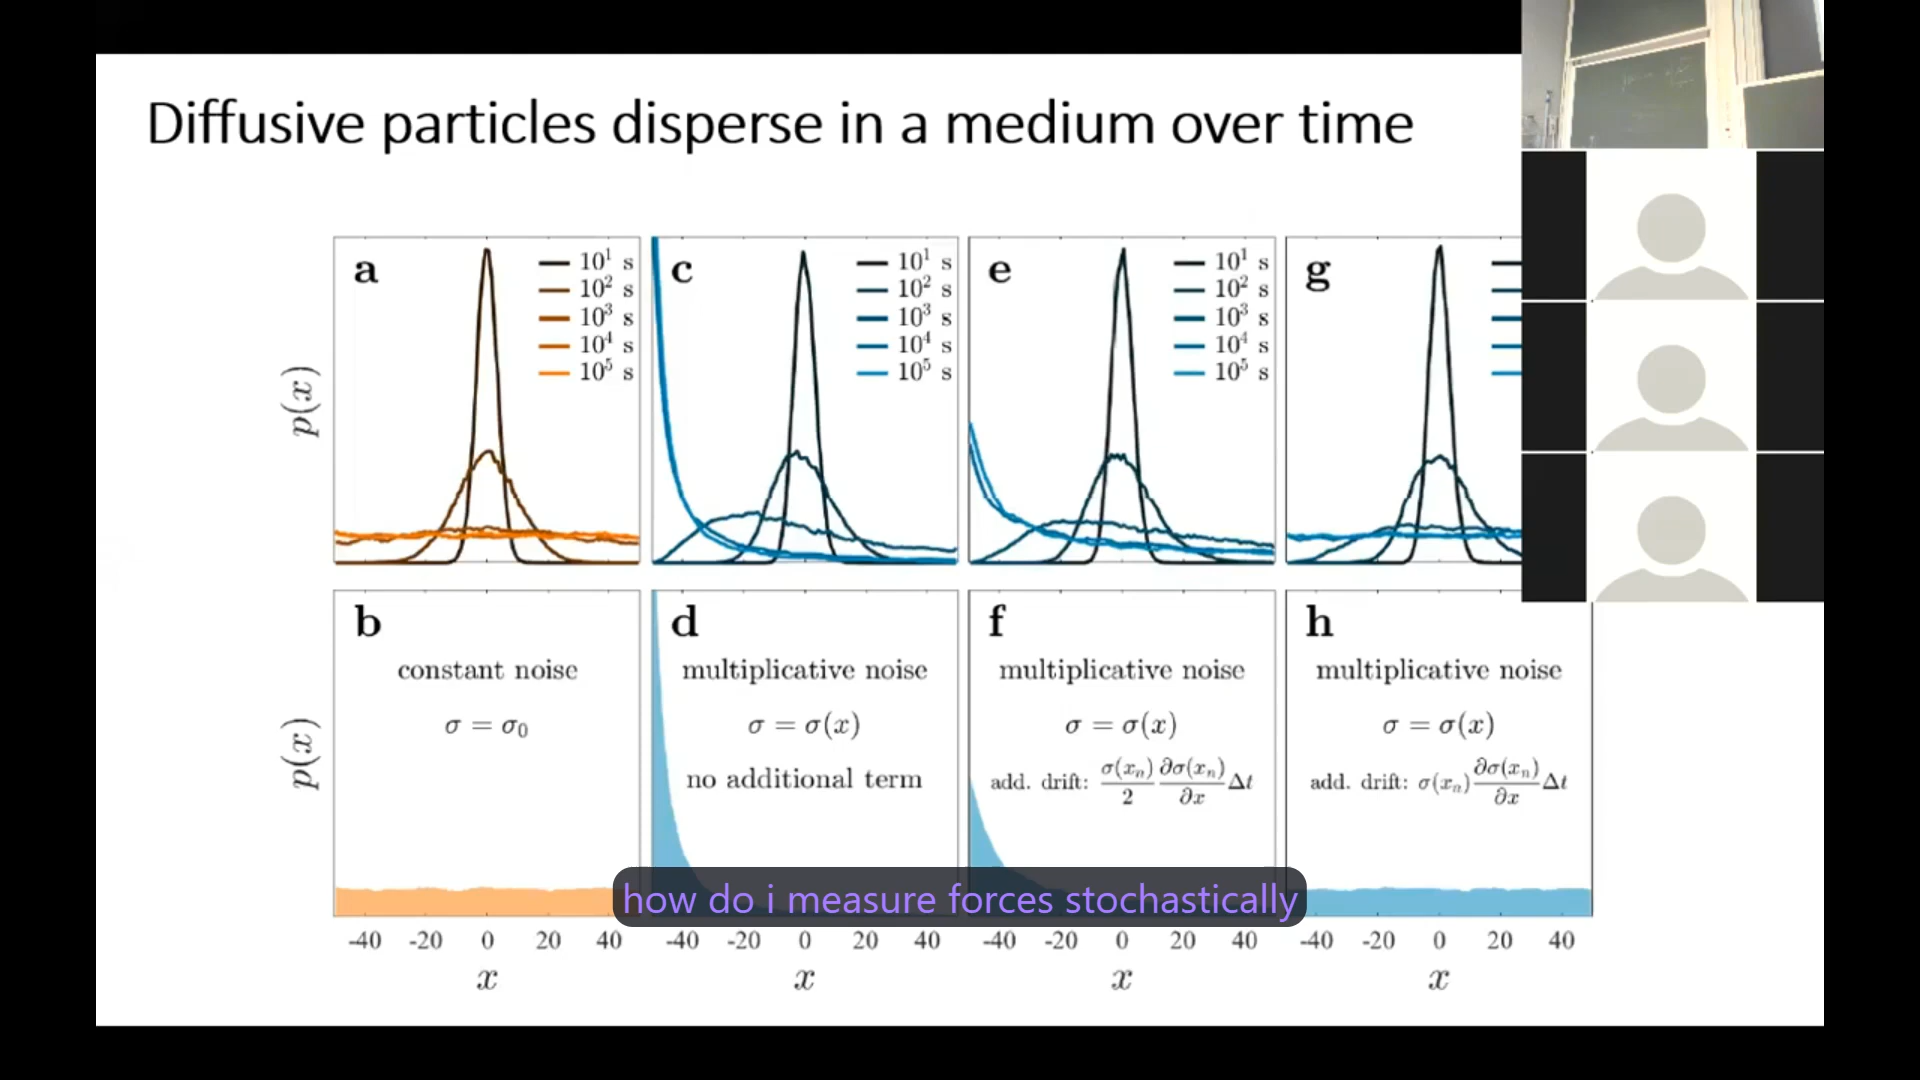 Diffusive particles disperse in a medium over time
a
10¹ s
10² s
10³ s
10⁴ s
10⁵ s
c
10¹ s
10² s
10³ s
10⁴ s
10⁵ s
e
10¹ s
10² s
10³ s
10⁴ s
10⁵ s
g
p(x)
b
constant noise
σ = σ₀
d
multiplicative noise
σ = σ(x)
no additional term
f
multiplicative noise
σ = σ(x)
add. drift: σ(xₙ)/2 ∂σ(xₙ)/∂x Δt
h
multiplicative noise
σ = σ(x)
add. drift: σ(xₙ) ∂σ(xₙ)/∂x Δt
p(x)
how do i measure forces stochastically
-40 -20 0 20 40
-40 -20 0 20 40
-40 -20 0 20 40
-40 -20 0 20 40
x
x
x
x